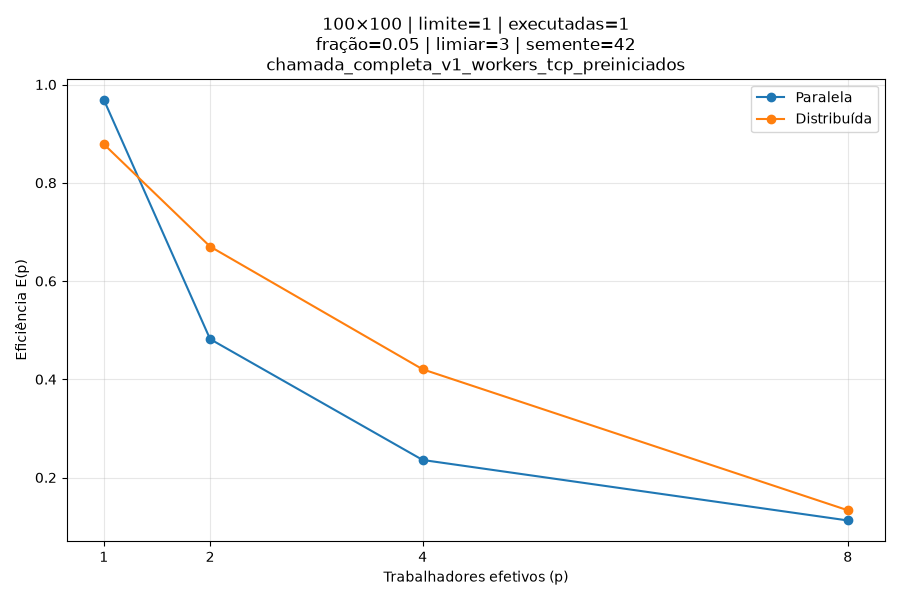 100×100 | limite=1 | executadas=1
fração=0.05 | limiar=3 | semente=42
chamada_completa_v1_workers_tcp_preiniciados
Paralela
Distribuída
1.0
0.8
0.6
0.4
0.2
Eficiência E(p)
1 2 4 8
Trabalhadores efetivos (p)